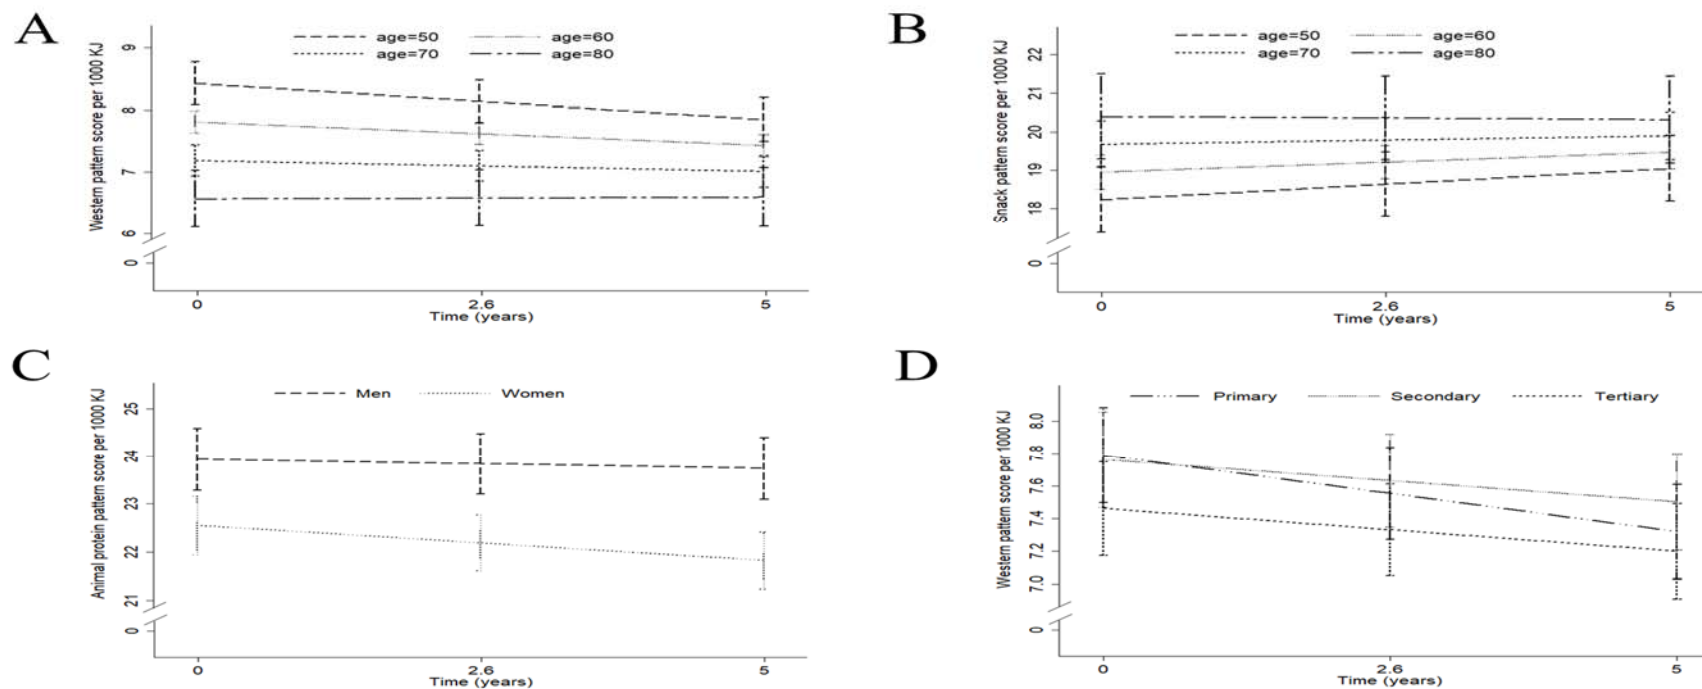 A
age=50 age=60
age=70 age=80
Western pattern score per 1000 KJ
9
8
7
6
0
0 2.6 5
Time (years)
B
age=50 age=60
age=70 age=80
Snack pattern score per 1000 KJ
22
21
20
19
18
0
0 2.6 5
Time (years)
C
Men Women
Animal protein pattern score per 1000 KJ
25
24
23
22
21
0
0 2.6 5
Time (years)
D
Primary Secondary Tertiary
Western pattern score per 1000 KJ
8.0
7.8
7.6
7.4
7.2
7.0
0
0 2.6 5
Time (years)